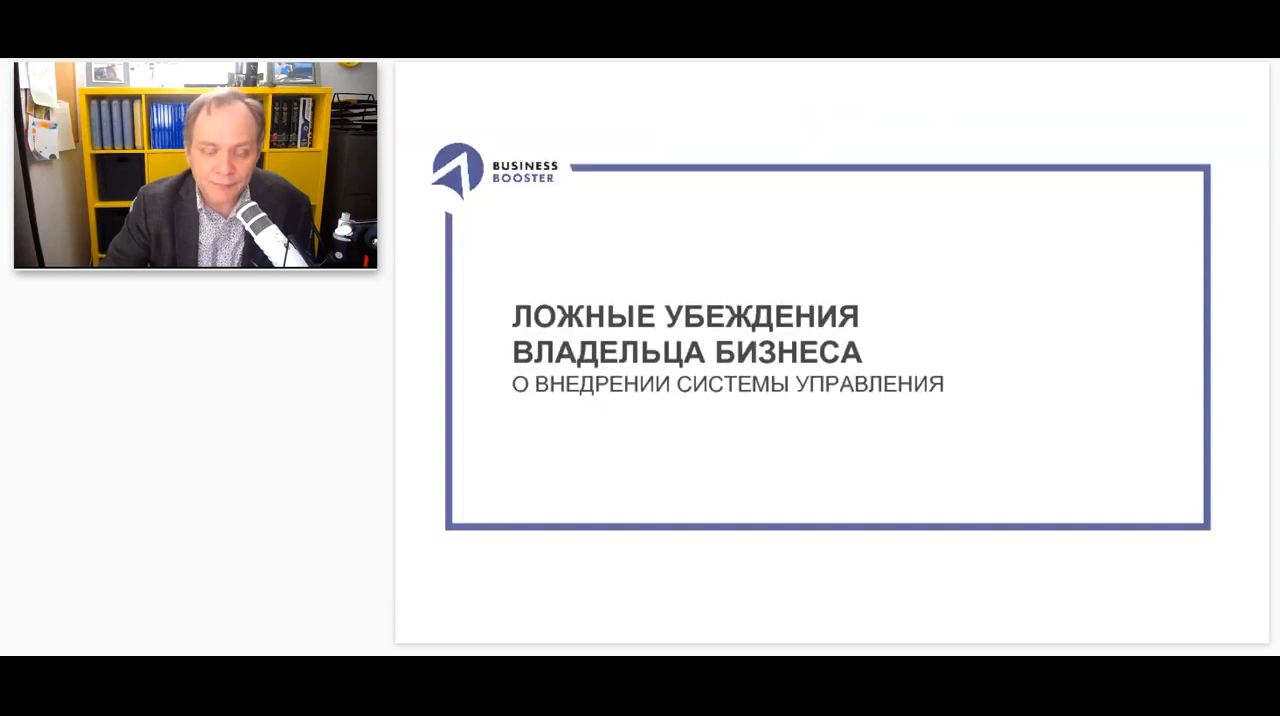 BUSINESS
BOOSTER
ЛОЖНЫЕ УБЕЖДЕНИЯ
ВЛАДЕЛЬЦА БИЗНЕСА
О ВНЕДРЕНИИ СИСТЕМЫ УПРАВЛЕНИЯ